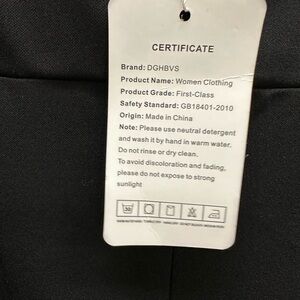 CERTIFICATE
Brand: DGHBVS
Product Name: Women Clothing
Product Grade: First-Class
Safety Standard: GB18401-2010
Origin: Made in China
Note: Please use neutral detergent
and wash it by hand in warm water.
Do not rinse or dry clean.
To avoid discoloration and fading,
please do not expose to strong
sunlight
30